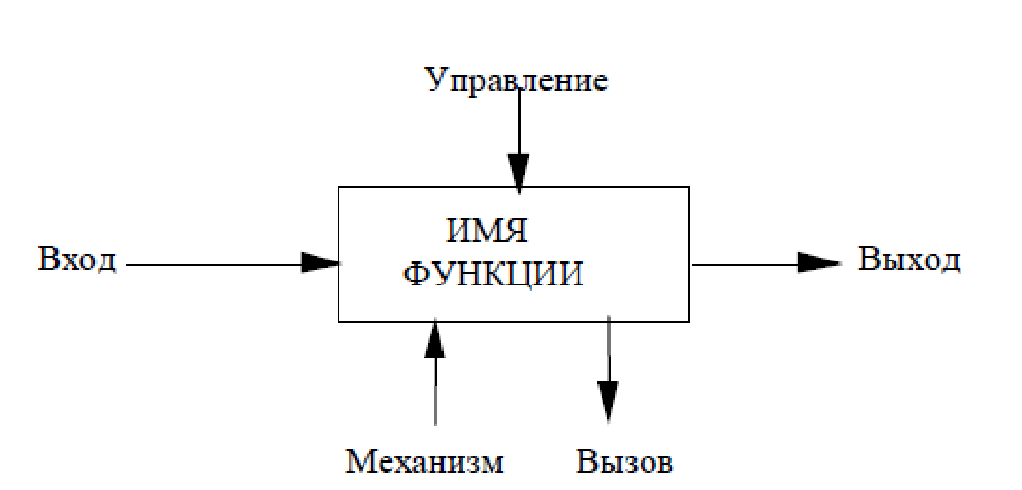 Управление
ИМЯ
ФУНКЦИИ
Вход
Выход
Механизм
Вызов